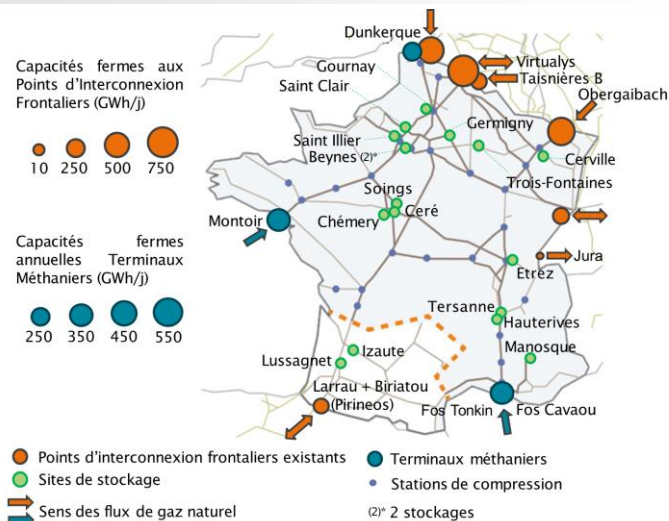 Capacités fermes aux
Points d'Interconnexion
Frontaliers (GWh/j)
10 250 500 750
Capacités fermes
annuelles Terminaux
Méthaniers (GWh/j)
250 350 450 550
Dunkerque
Gournay
Saint Clair
Virtualys
Taisnières B
Obergaibach
Germigny
Saint Illier
Beynes (2)*
Cerville
Trois-Fontaines
Soings
Montoir
Chémery
Ceré
Jura
Etrez
Tersanne
Hauterives
Manosque
Izaute
Lussagnet
Larrau + Biriatou
(Pirineos)
Fos Tonkin
Fos Cavaou
Points d'interconnexion frontaliers existants
Sites de stockage
Sens des flux de gaz naturel
Terminaux méthaniers
Stations de compression
(2)* 2 stockages